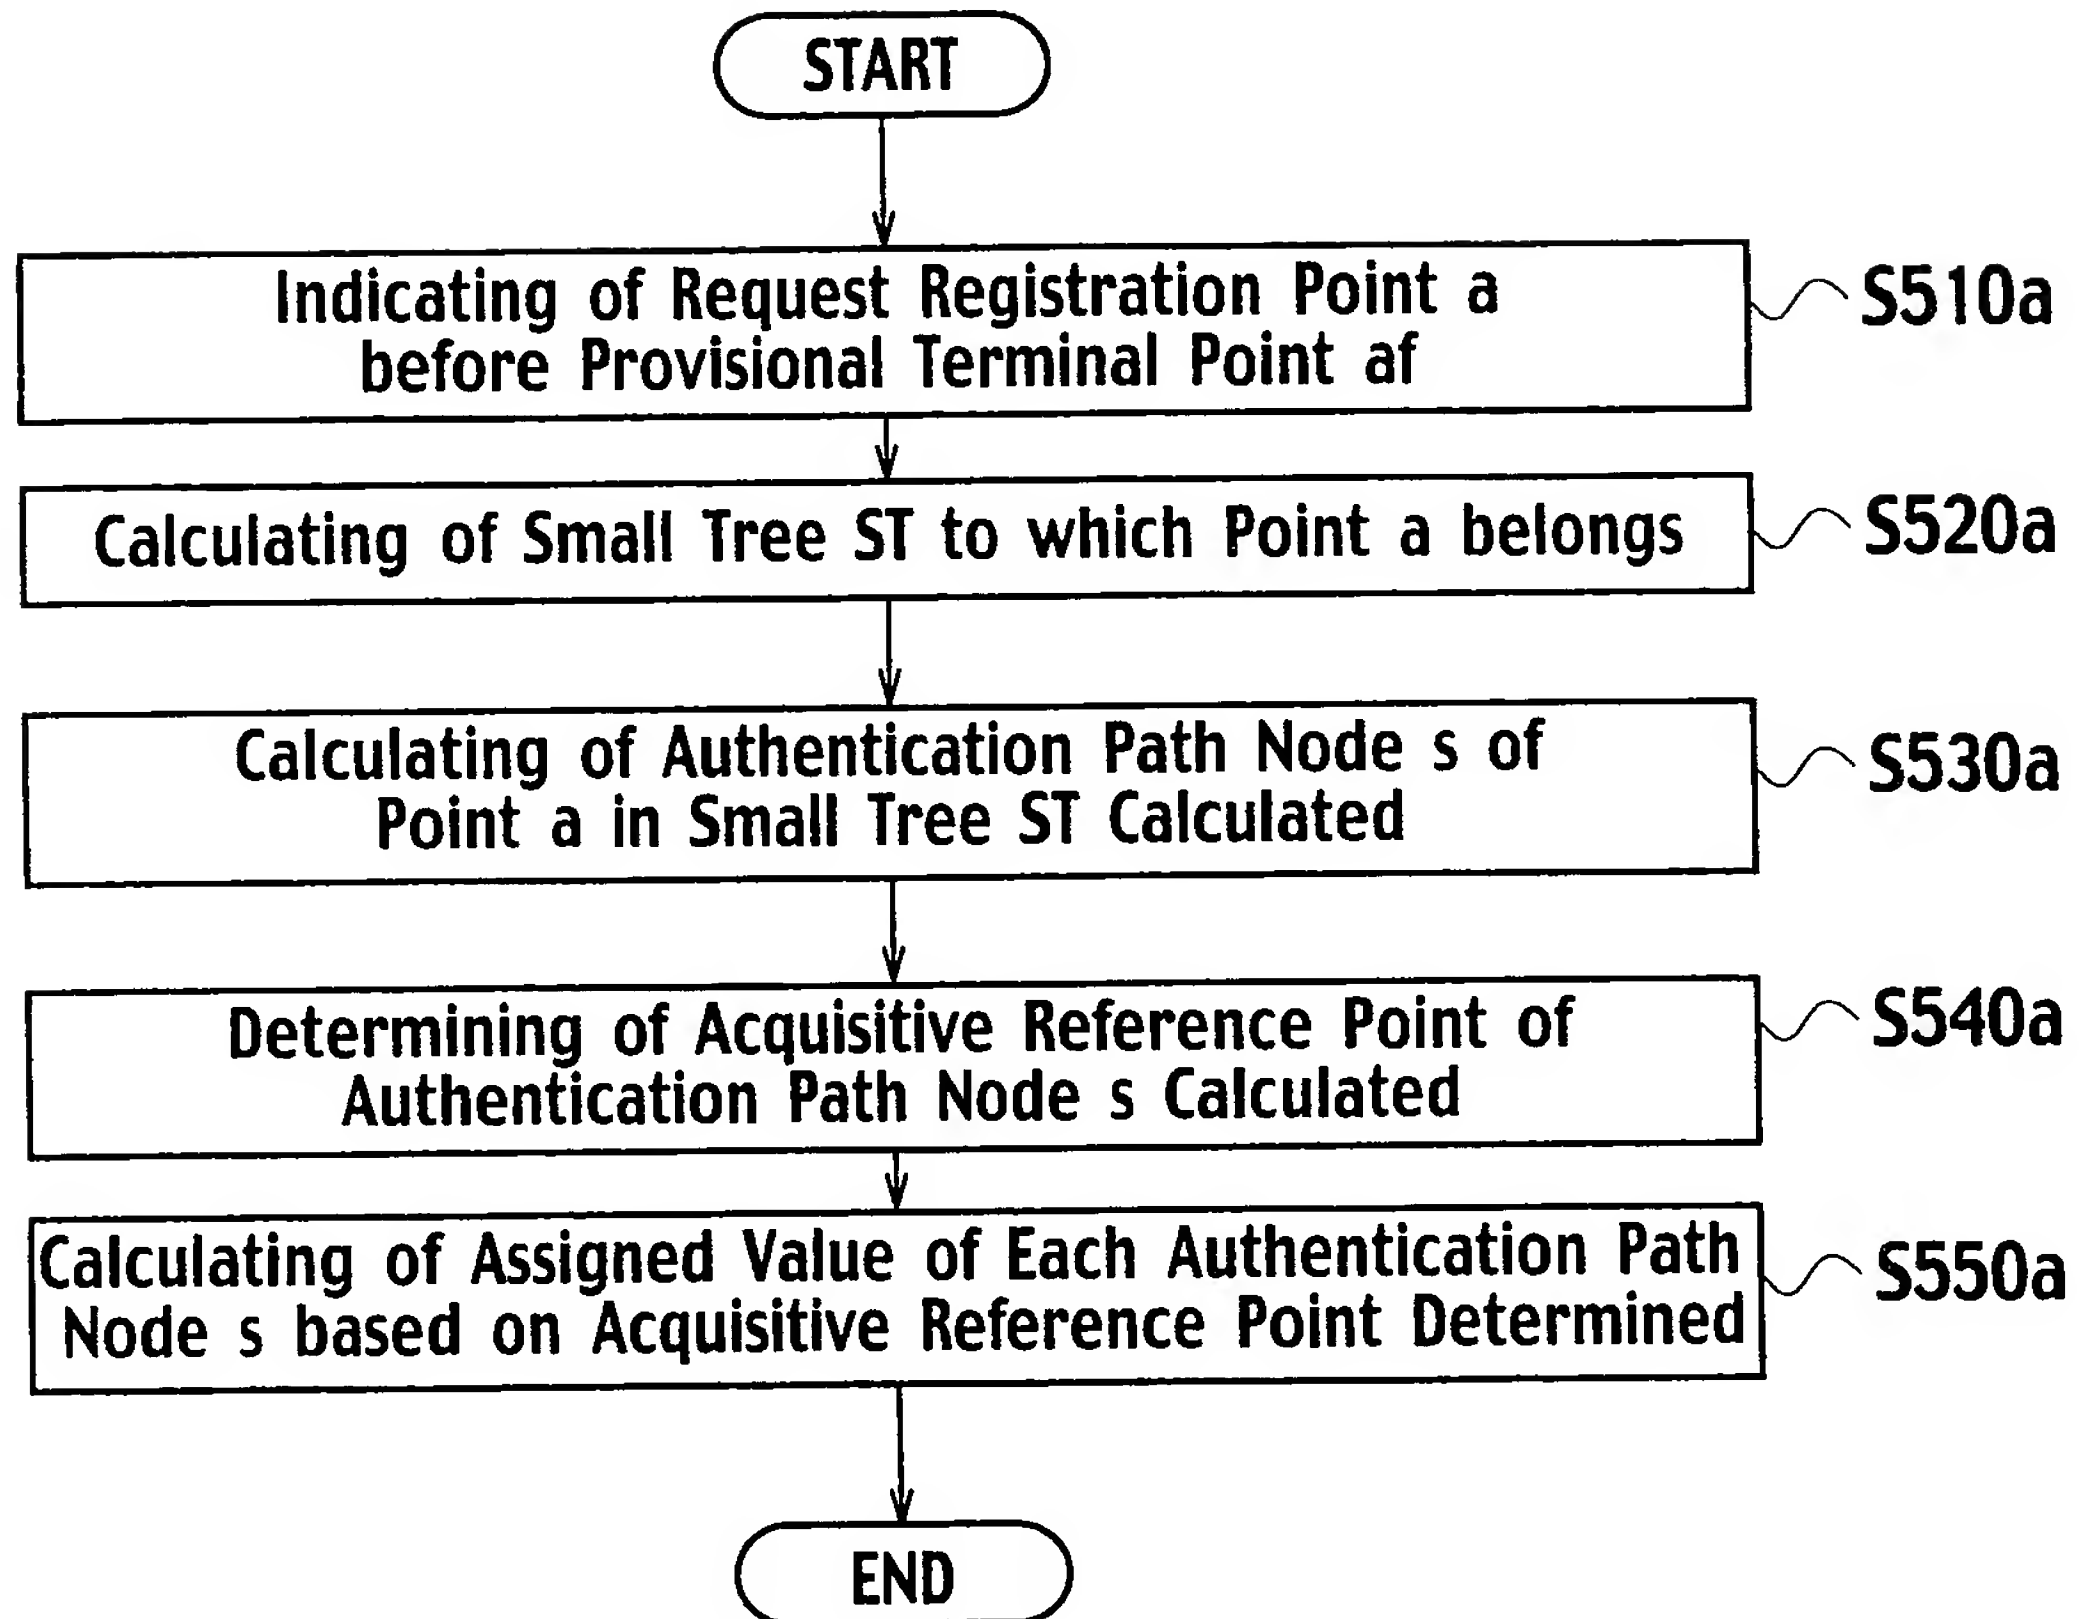 START
Indicating of Request Registration Point a
before Provisional Terminal Point af
S510a
Calculating of Small Tree ST to which Point a belongs
S520a
Calculating of Authentication Path Node s of
Point a in Small Tree ST Calculated
S530a
Determining of Acquisitive Reference Point of
Authentication Path Node s Calculated
S540a
Calculating of Assigned Value of Each Authentication Path
Node s based on Acquisitive Reference Point Determined
S550a
END